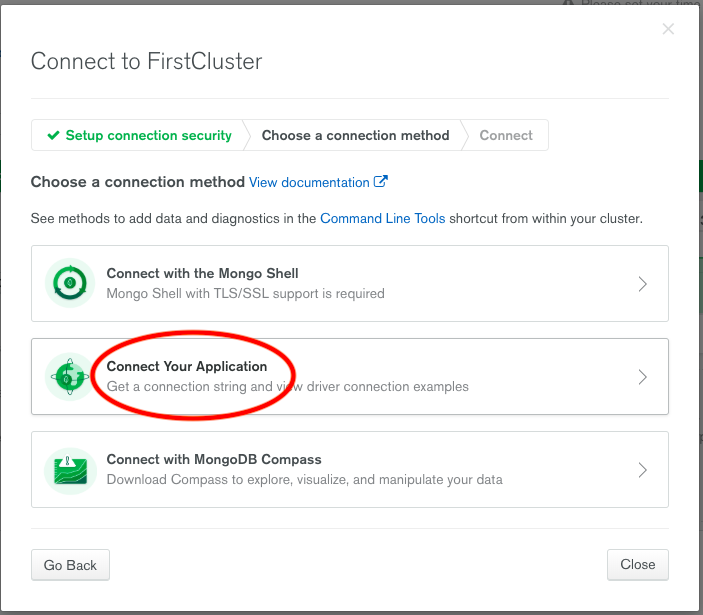 Please set your time
Connect to FirstCluster
Setup connection security
Choose a connection method
Connect
Choose a connection method View documentation
See methods to add data and diagnostics in the Command Line Tools shortcut from within your cluster.
Connect with the Mongo Shell
Mongo Shell with TLS/SSL support is required
Connect Your Application
Get a connection string and view driver connection examples
Connect with MongoDB Compass
Download Compass to explore, visualize, and manipulate your data
Go Back
Close